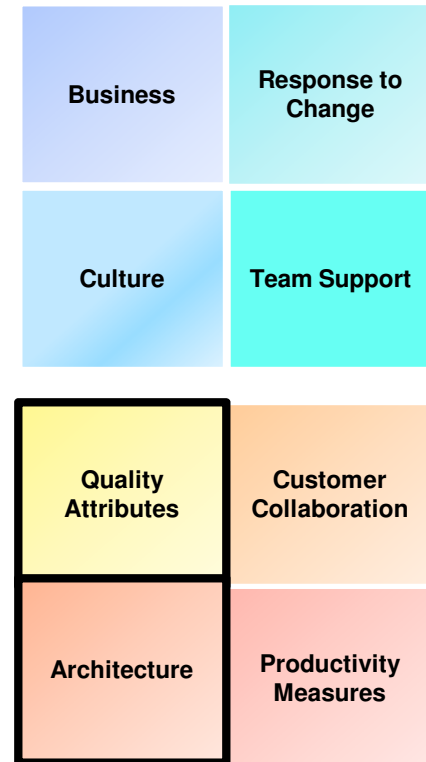 Business
Response to
Change
Culture
Team Support
Quality
Attributes
Customer
Collaboration
Architecture
Productivity
Measures